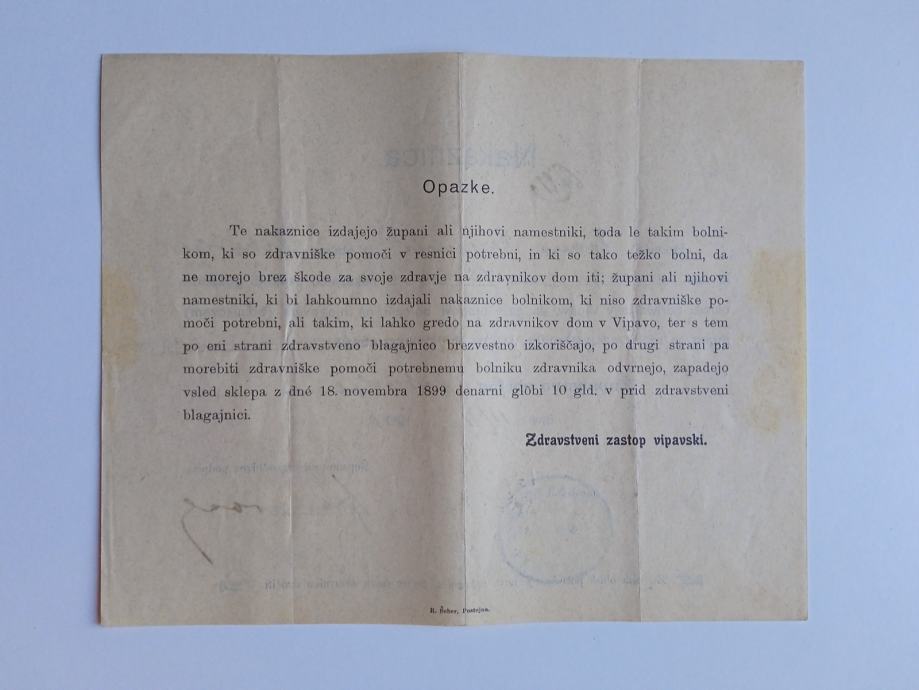 Opazke.
Te nakaznice izdajejo župani ali njihovi namestniki, toda le takim bolni-
kom, ki so zdravniške pomoči v resnici potrebni, in ki so tako težko bolni, da
ne morejo brez škode za svoje zdravje na zdravnikov dom iti; župani ali njihovi
namestniki, ki bi lahkoumno izdajali nakaznice bolnikom, ki niso zdravniške po-
moči potrebni, ali takim, ki lahko gredo na zdravnikov dom v Vipavo, ter s tem
po eni strani zdravstveno blagajnico brezvestno izkoriščajo, po drugi strani pa
morebiti zdravniške pomoči potrebnemu bolniku zdravnika odvrnejo, zapadejo
vsled sklepa z dné 18. novembra 1899 denarni glôbi 10 gld. v prid zdravstveni
blagajnici.
Zdravstveni zastop vipavski.
R. Šeber, Postojna.